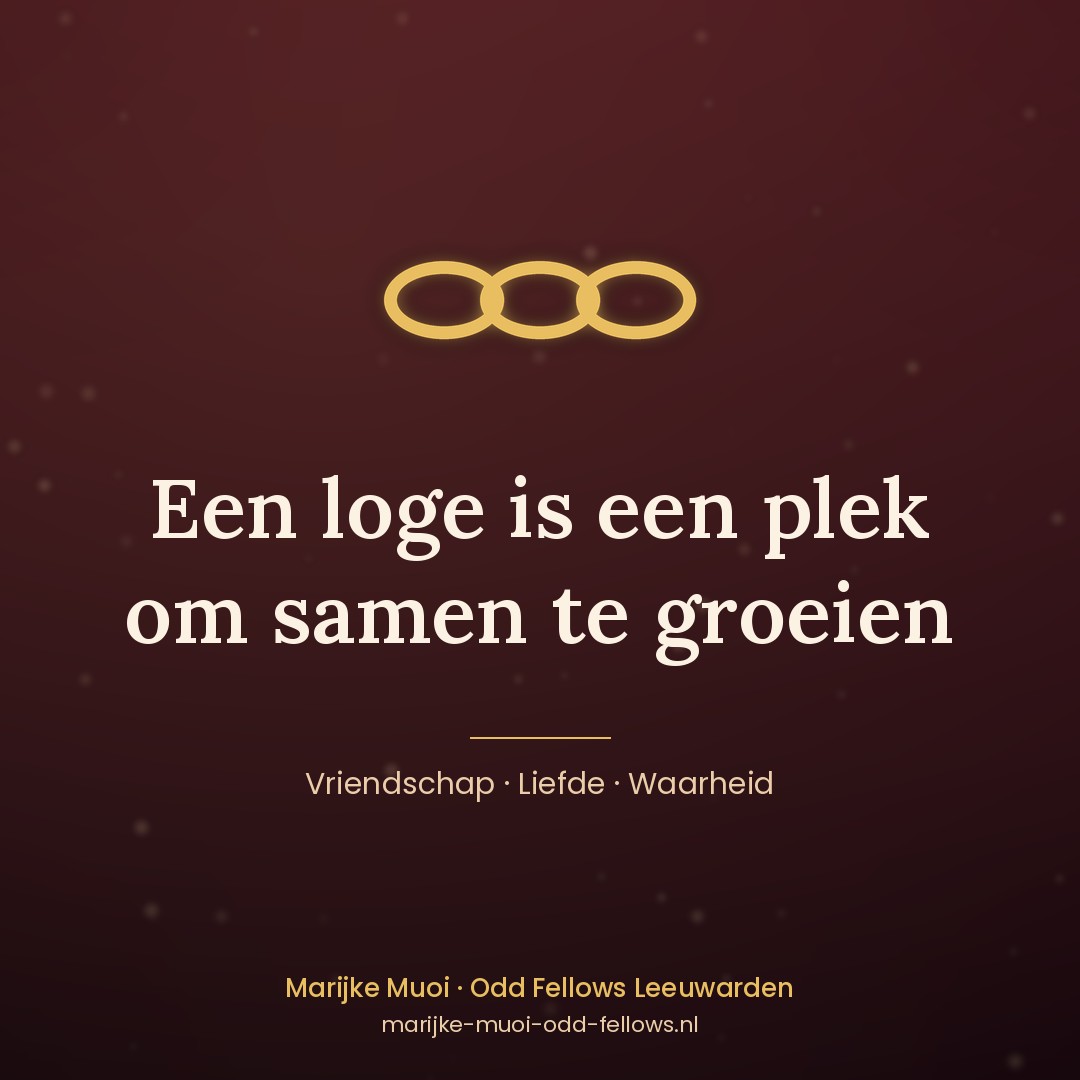 Een loge is een plek
om samen te groeien
Vriendschap · Liefde · Waarheid
Marijke Muoi · Odd Fellows Leeuwarden
marijke-muoi-odd-fellows.nl